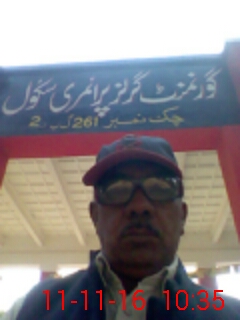 گورنمنٹ گرلز پرائمری سکول
چک نمبر 261 گ ب 2
11-11-16 10:35